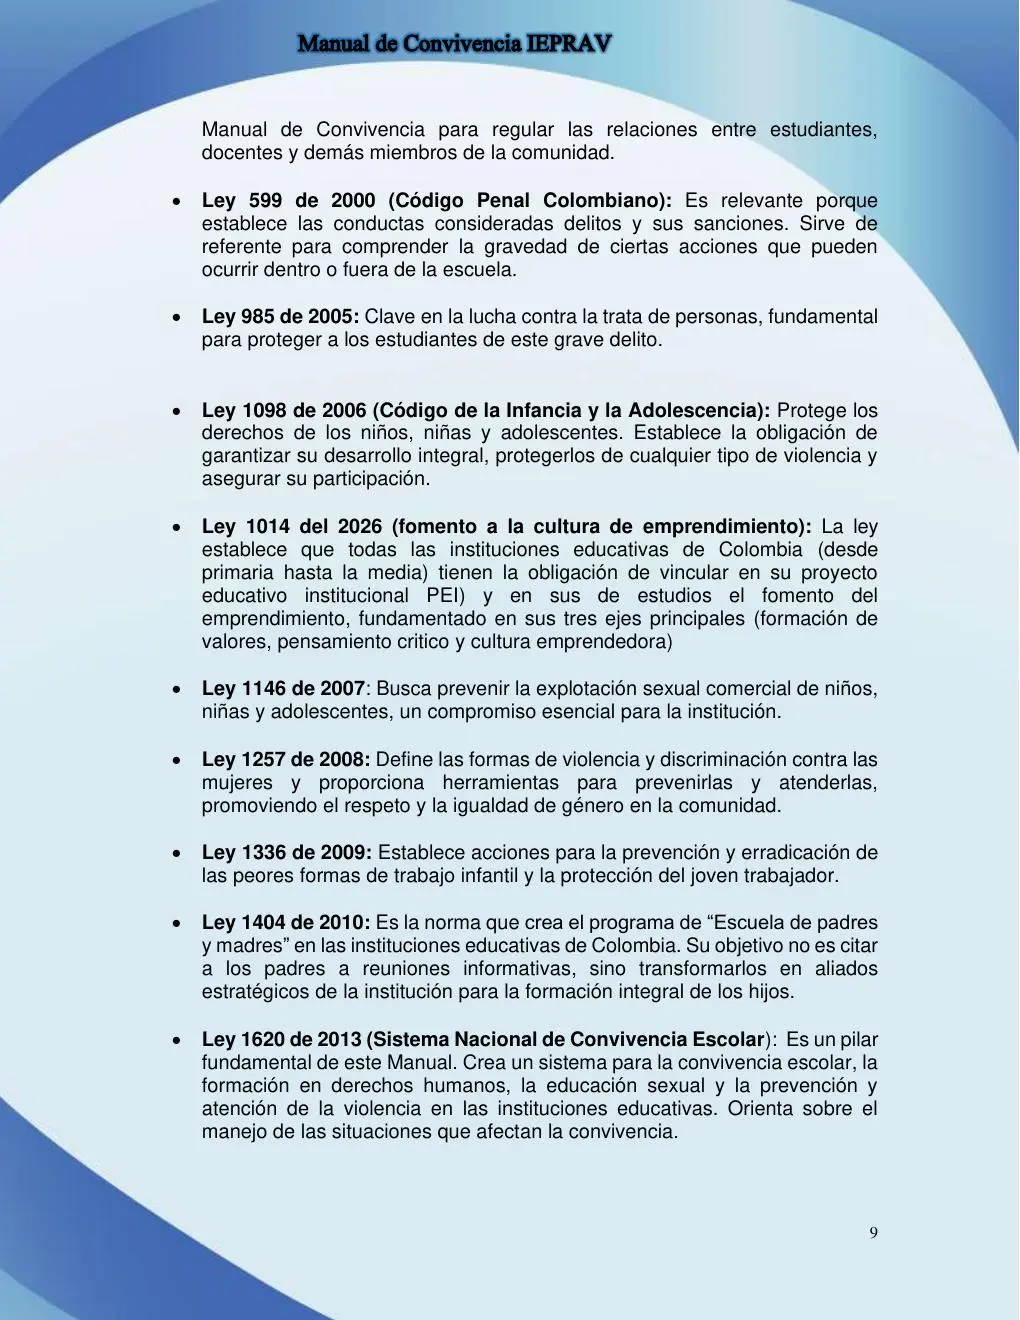 Manual de Convivencia IEPRAV
Manual de Convivencia para regular las relaciones entre estudiantes,
docentes y demás miembros de la comunidad.
• Ley 599 de 2000 (Código Penal Colombiano): Es relevante porque
establece las conductas consideradas delitos y sus sanciones. Sirve de
referente para comprender la gravedad de ciertas acciones que pueden
ocurrir dentro o fuera de la escuela.
• Ley 985 de 2005: Clave en la lucha contra la trata de personas, fundamental
para proteger a los estudiantes de este grave delito.
• Ley 1098 de 2006 (Código de la Infancia y la Adolescencia): Protege los
derechos de los niños, niñas y adolescentes. Establece la obligación de
garantizar su desarrollo integral, protegerlos de cualquier tipo de violencia y
asegurar su participación.
• Ley 1014 del 2026 (fomento a la cultura de emprendimiento): La ley
establece que todas las instituciones educativas de Colombia (desde
primaria hasta la media) tienen la obligación de vincular en su proyecto
educativo institucional PEI) y en sus de estudios el fomento del
emprendimiento, fundamentado en sus tres ejes principales (formación de
valores, pensamiento critico y cultura emprendedora)
• Ley 1146 de 2007: Busca prevenir la explotación sexual comercial de niños,
niñas y adolescentes, un compromiso esencial para la institución.
• Ley 1257 de 2008: Define las formas de violencia y discriminación contra las
mujeres y proporciona herramientas para prevenirlas y atenderlas,
promoviendo el respeto y la igualdad de género en la comunidad.
• Ley 1336 de 2009: Establece acciones para la prevención y erradicación de
las peores formas de trabajo infantil y la protección del joven trabajador.
• Ley 1404 de 2010: Es la norma que crea el programa de “Escuela de padres
y madres” en las instituciones educativas de Colombia. Su objetivo no es citar
a los padres a reuniones informativas, sino transformarlos en aliados
estratégicos de la institución para la formación integral de los hijos.
• Ley 1620 de 2013 (Sistema Nacional de Convivencia Escolar): Es un pilar
fundamental de este Manual. Crea un sistema para la convivencia escolar, la
formación en derechos humanos, la educación sexual y la prevención y
atención de la violencia en las instituciones educativas. Orienta sobre el
manejo de las situaciones que afectan la convivencia.
9